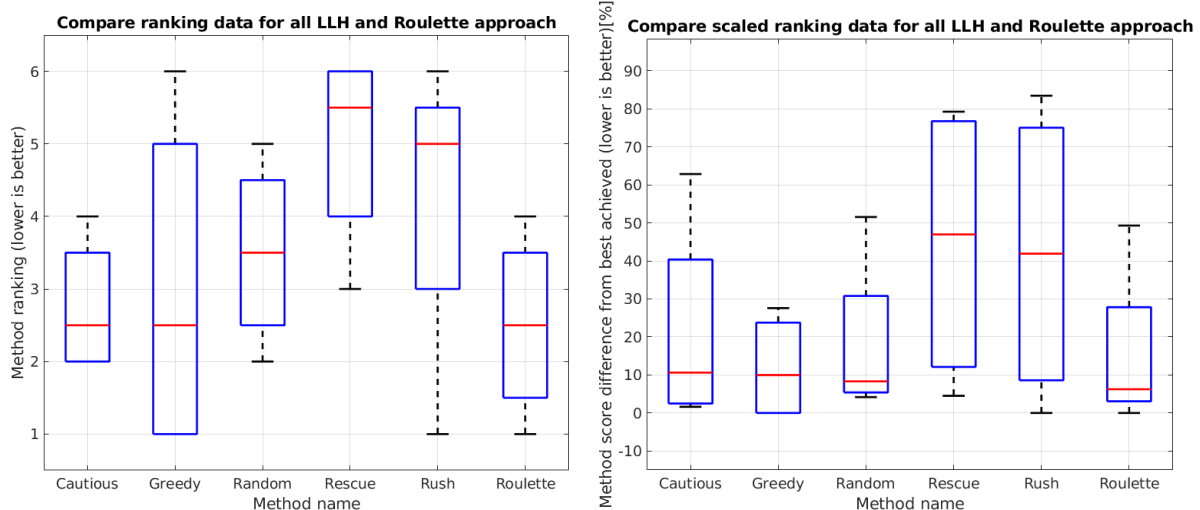 Compare ranking data for all LLH and Roulette approach
Method ranking (lower is better)
6
5
4
3
2
1
Cautious Greedy Random Rescue Rush Roulette
Method name
Compare scaled ranking data for all LLH and Roulette approach
Method score difference from best achieved (lower is better)[%]
90
80
70
60
50
40
30
20
10
0
-10
Cautious Greedy Random Rescue Rush Roulette
Method name